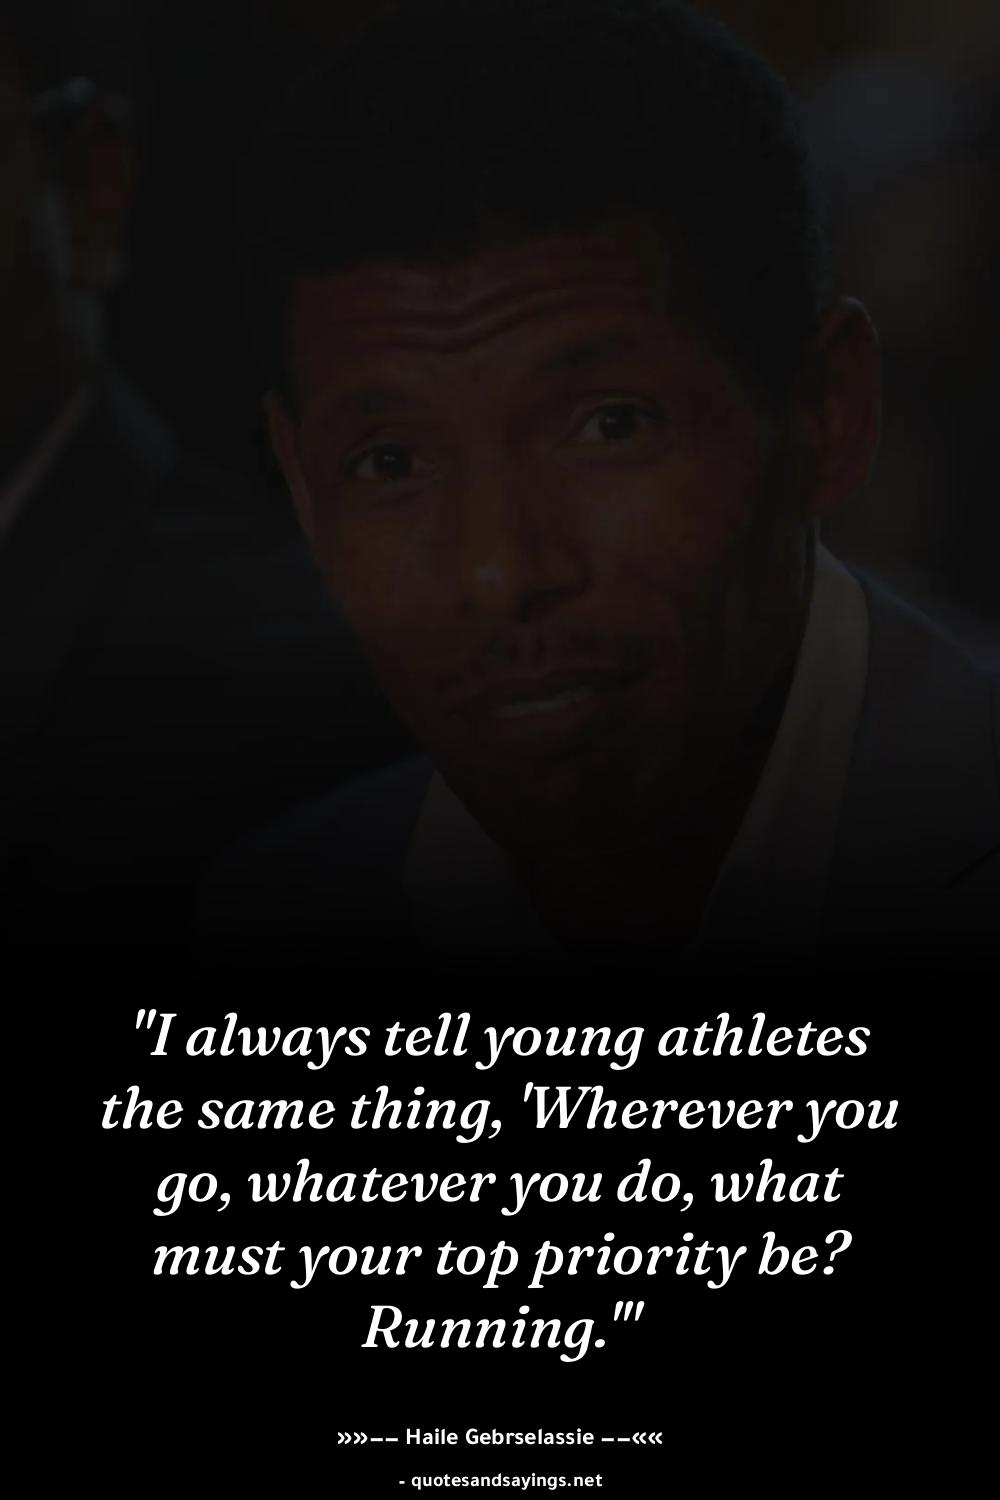 "I always tell young athletes
the same thing, 'Wherever you
go, whatever you do, what
must your top priority be?
Running.'"
»»−− Haile Gebrselassie −−««
- quotesandsayings.net